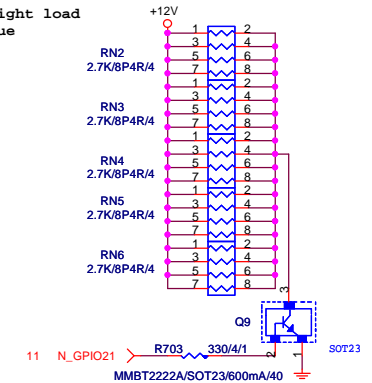 ight load
ue
+12V
1 2
3 4
RN2 5 6
2.7K/8P4R/4 7 8
1 2
3 4
RN3 5 6
2.7K/8P4R/4 7 8
1 2
3 4
RN4 5 6
2.7K/8P4R/4 7 8
1 2
RN5 3 4
2.7K/8P4R/4 5 6
7 8
1 2
RN6 3 4
2.7K/8P4R/4 5 6
7 8
3
Q9
SOT23
2 1
11 N_GPIO21 R703 330/4/1
MMBT2222A/SOT23/600mA/40